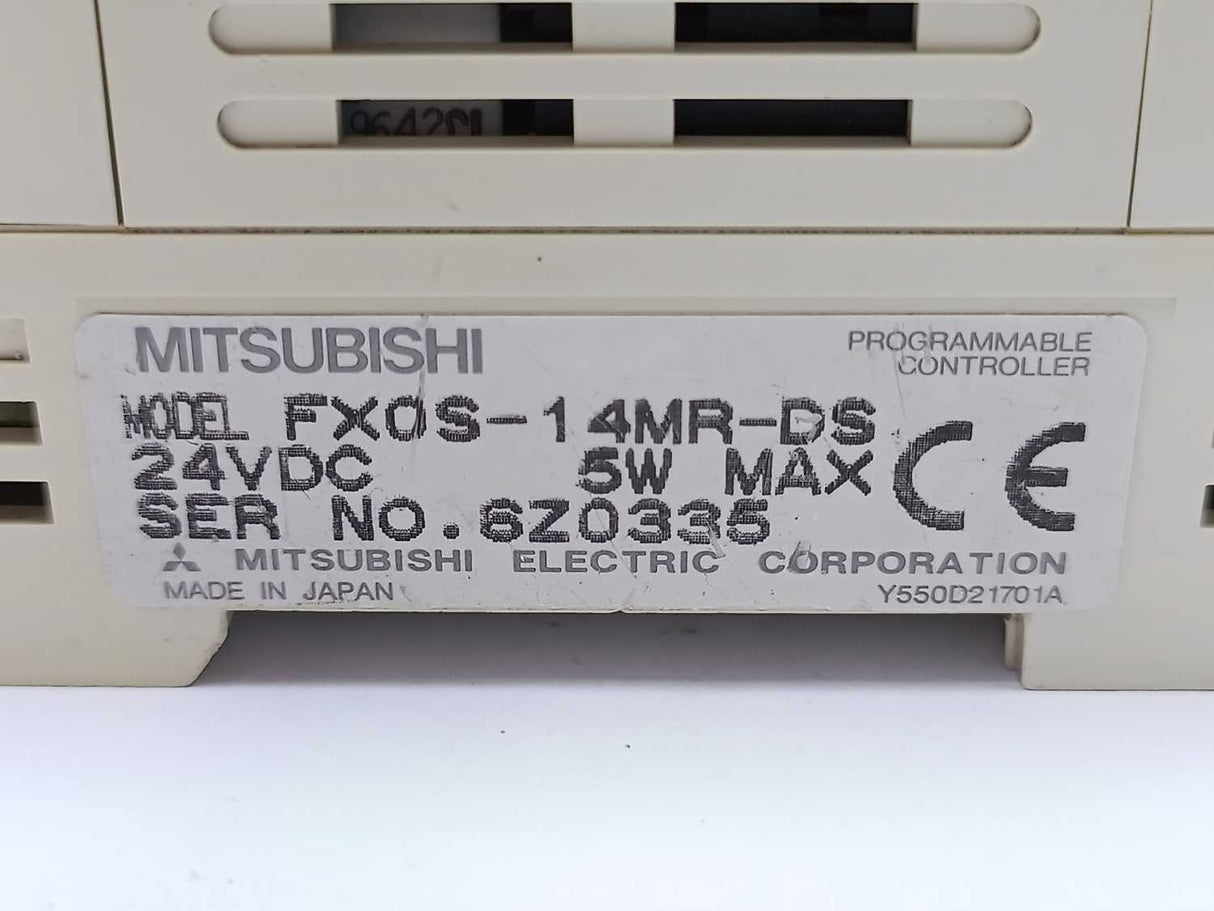 MITSUBISHI
PROGRAMMABLE
CONTROLLER
MODEL FX0S-14MR-DS
24VDC 5W MAX
SER NO.6Z0335
CE
MITSUBISHI ELECTRIC CORPORATION
MADE IN JAPAN Y550D21701A